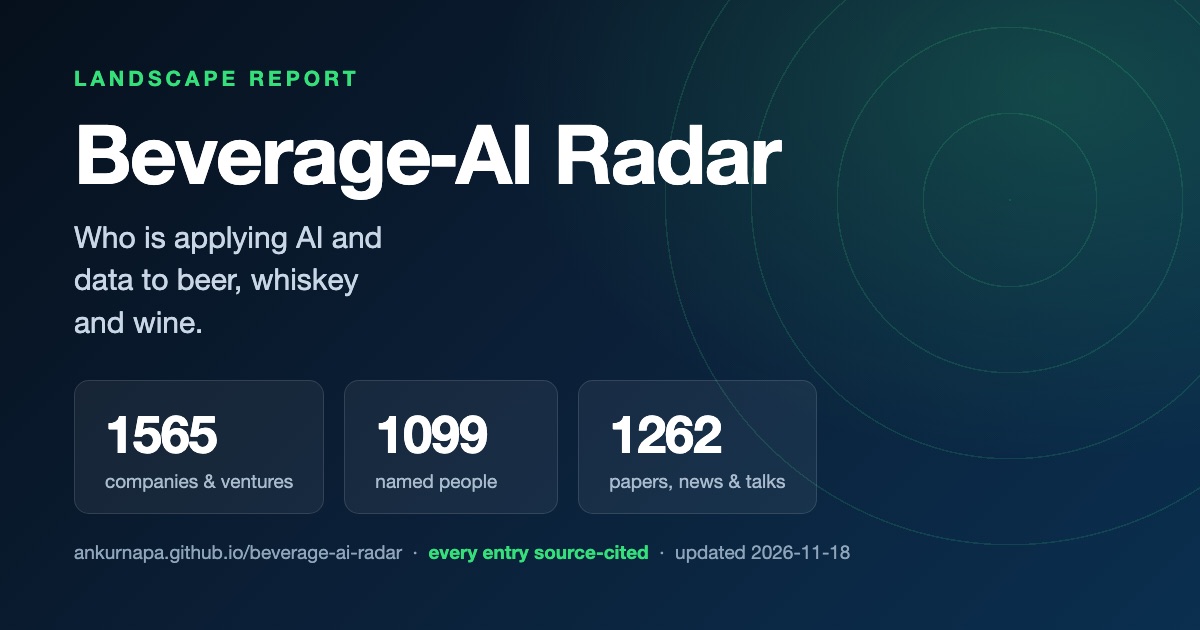 LANDSCAPE REPORT
Beverage-AI Radar
Who is applying AI and
data to beer, whiskey
and wine.
1565
companies & ventures
1099
named people
1262
papers, news & talks
ankurnapa.github.io/beverage-ai-radar · every entry source-cited · updated 2026-11-18